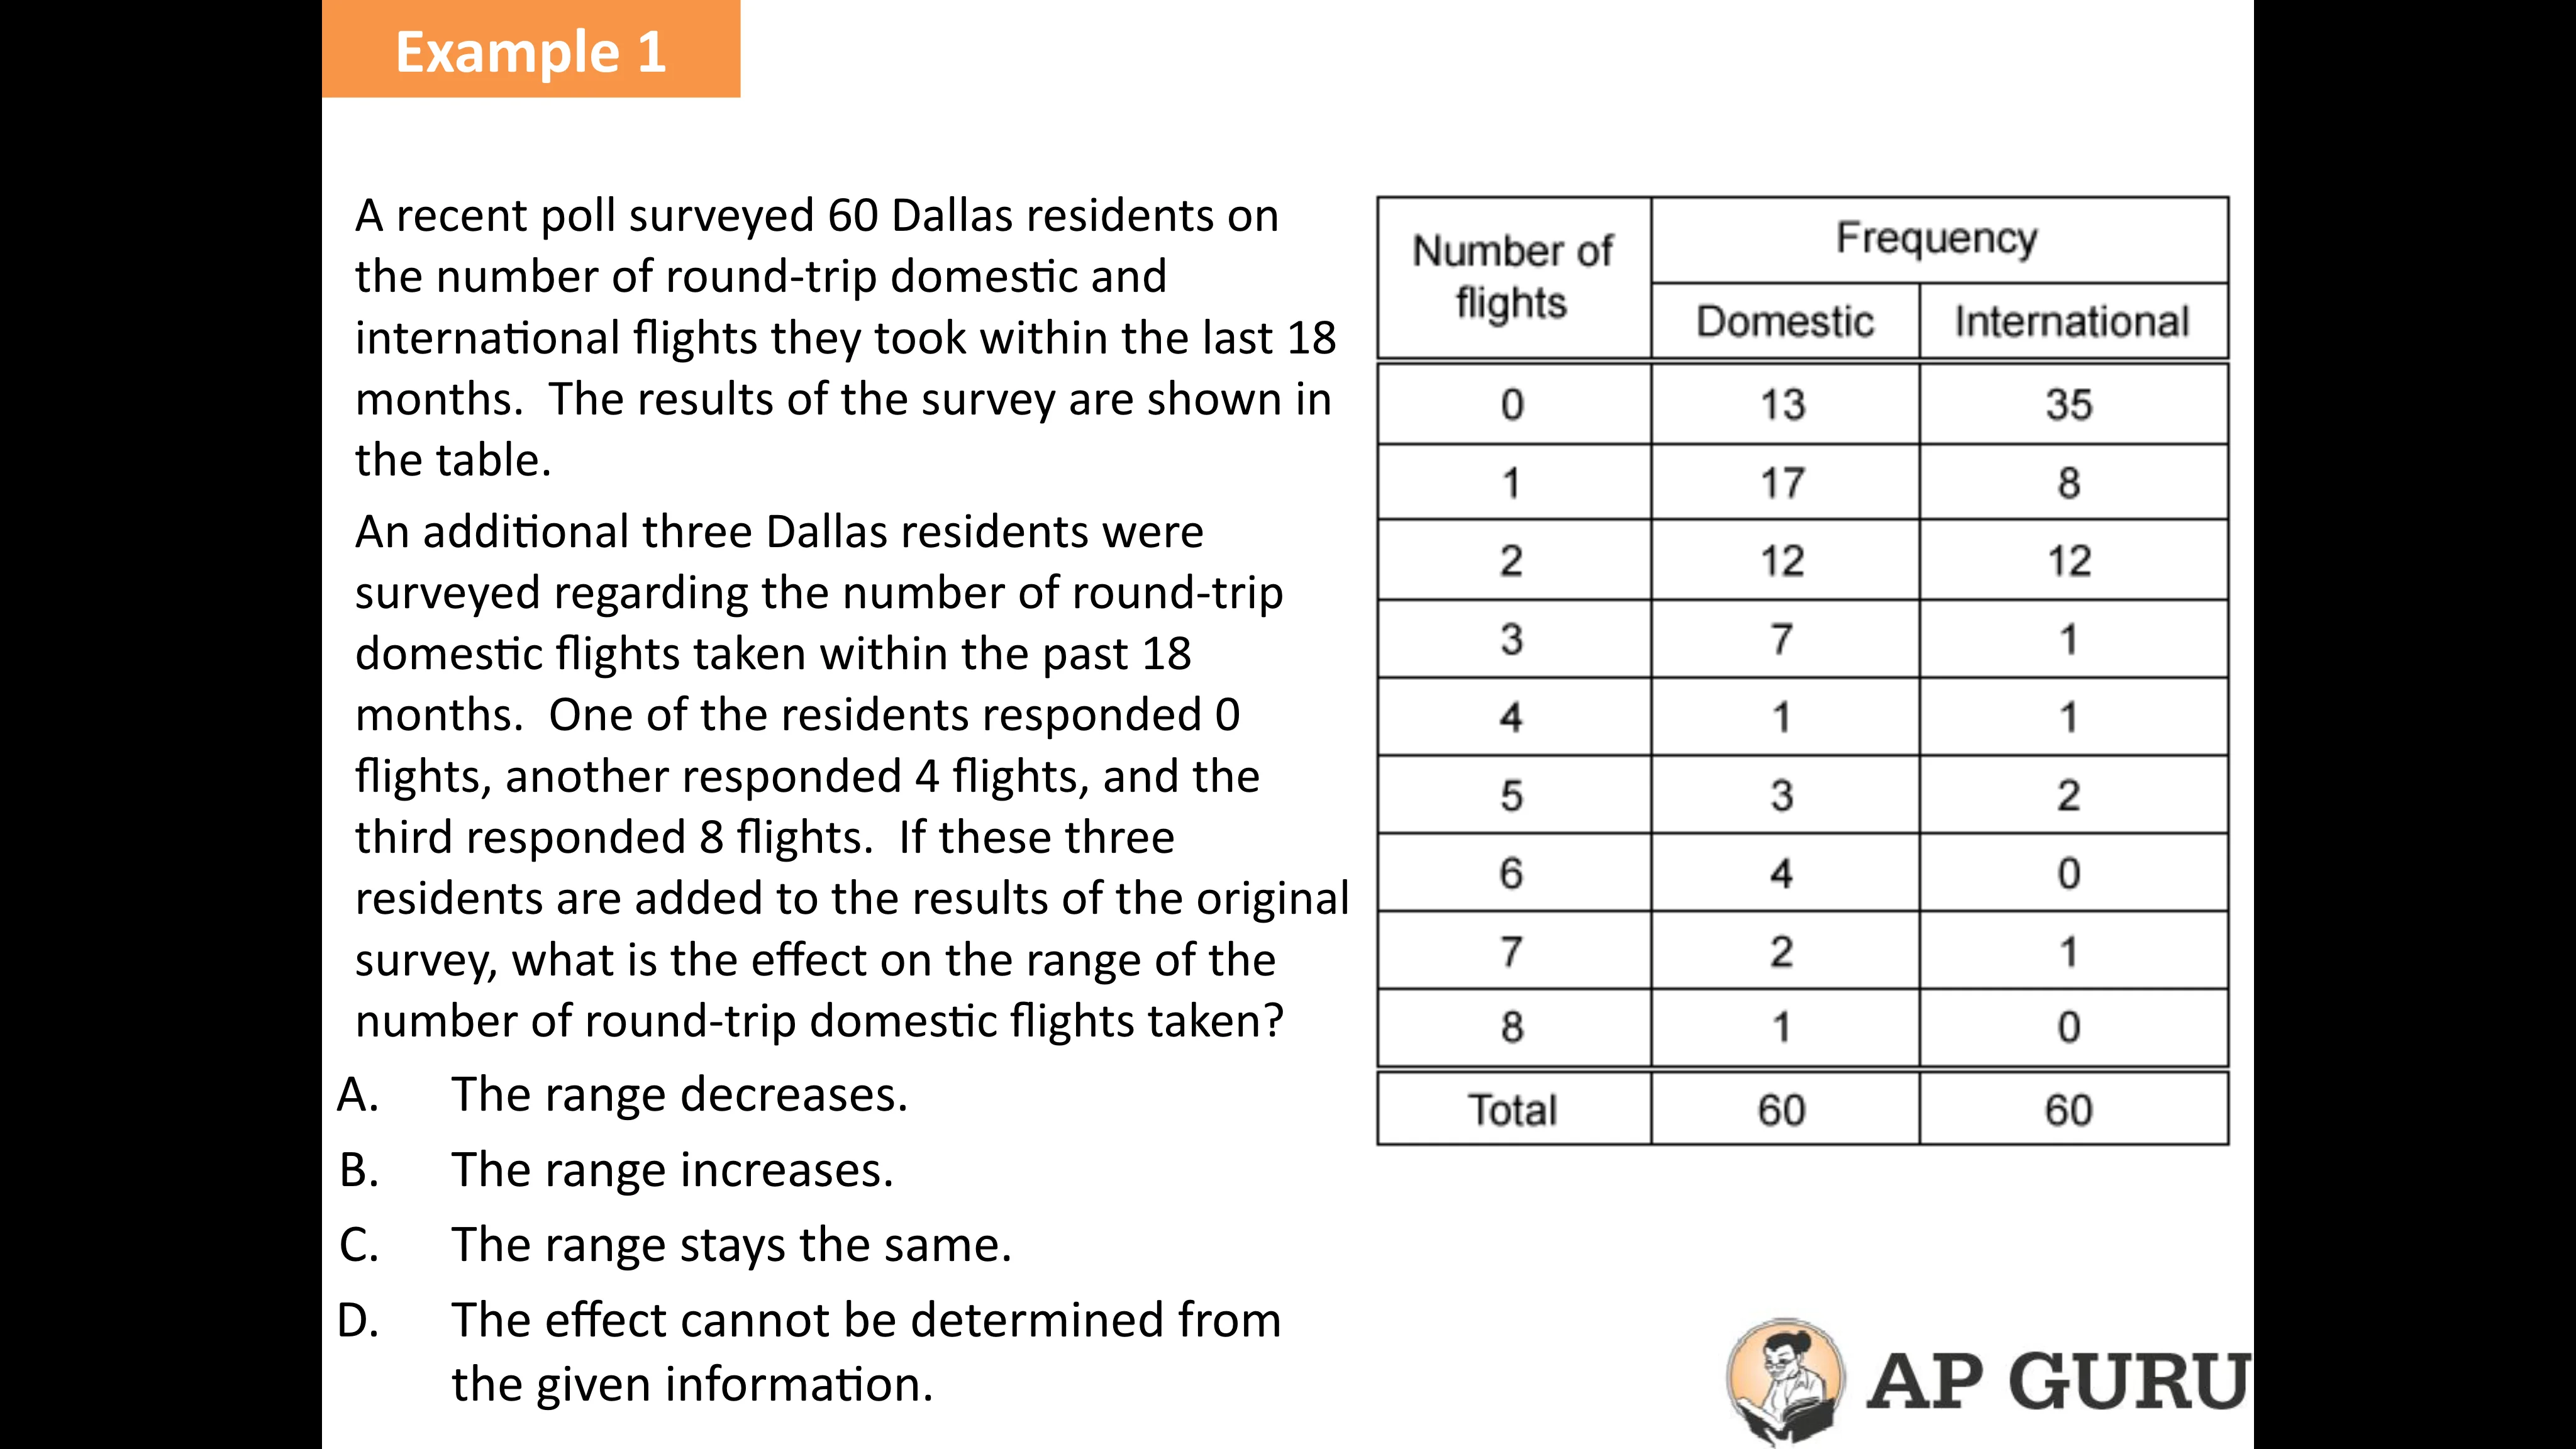 Example 1
A recent poll surveyed 60 Dallas residents on
the number of round-trip domestic and
international flights they took within the last 18
months.  The results of the survey are shown in
the table.
An additional three Dallas residents were
surveyed regarding the number of round-trip
domestic flights taken within the past 18
months.  One of the residents responded 0
flights, another responded 4 flights, and the
third responded 8 flights.  If these three
residents are added to the results of the original
survey, what is the effect on the range of the
number of round-trip domestic flights taken?
A. The range decreases.
B. The range increases.
C. The range stays the same.
D. The effect cannot be determined from
the given information.
Number of
flights
Frequency
Domestic International
0 13 35
1 17 8
2 12 12
3 7 1
4 1 1
5 3 2
6 4 0
7 2 1
8 1 0
Total 60 60
AP GURU